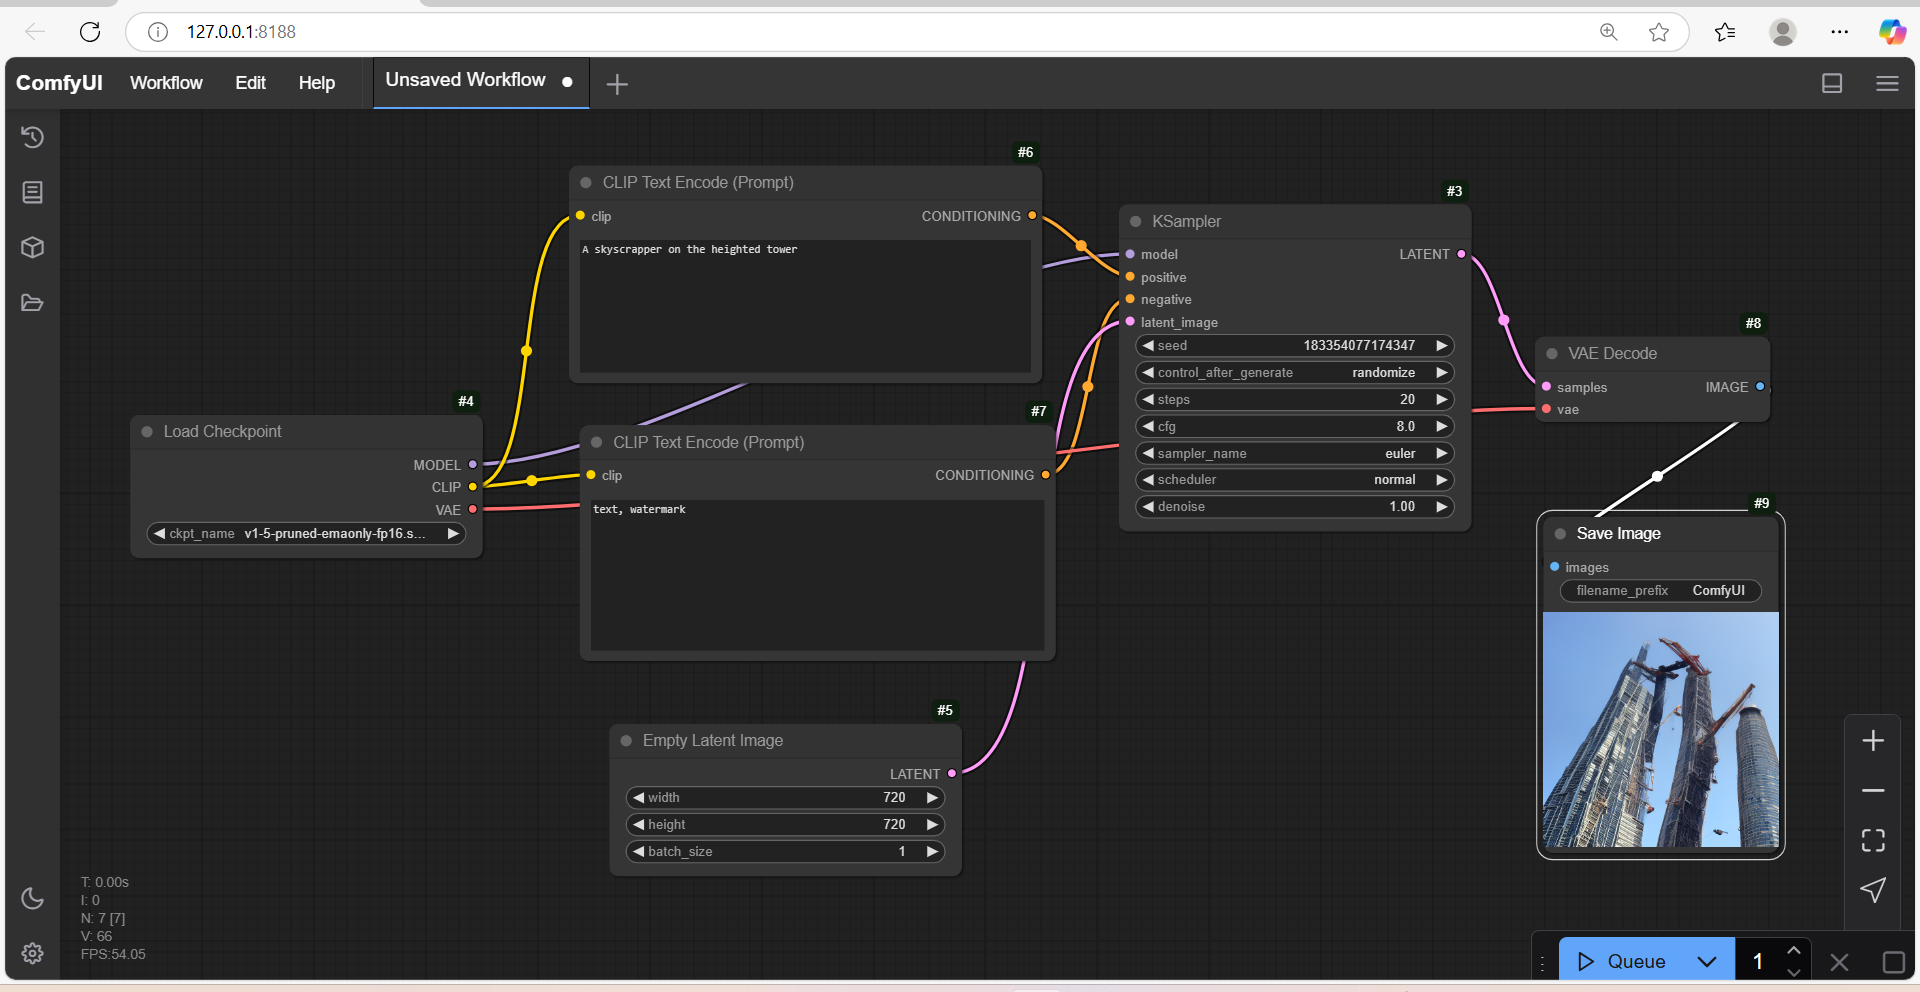 127.0.0.1:8188
ComfyUI Workflow Edit Help Unsaved Workflow
#6
CLIP Text Encode (Prompt)
clip CONDITIONING
A skyscrapper on the heighted tower
#3
KSampler
model LATENT
positive
negative
latent_image
seed 183354077174347
control_after_generate randomize
steps 20
cfg 8.0
sampler_name euler
scheduler normal
denoise 1.00
#8
VAE Decode
samples IMAGE
vae
#4
Load Checkpoint
MODEL
CLIP
VAE
ckpt_name v1-5-pruned-emaonly-fp16.s...
#7
CLIP Text Encode (Prompt)
clip CONDITIONING
text, watermark
#9
Save Image
images
filename_prefix ComfyUI
#5
Empty Latent Image
LATENT
width 720
height 720
batch_size 1
T: 0.00s
I: 0
N: 7 [7]
V: 66
FPS:54.05
Queue 1